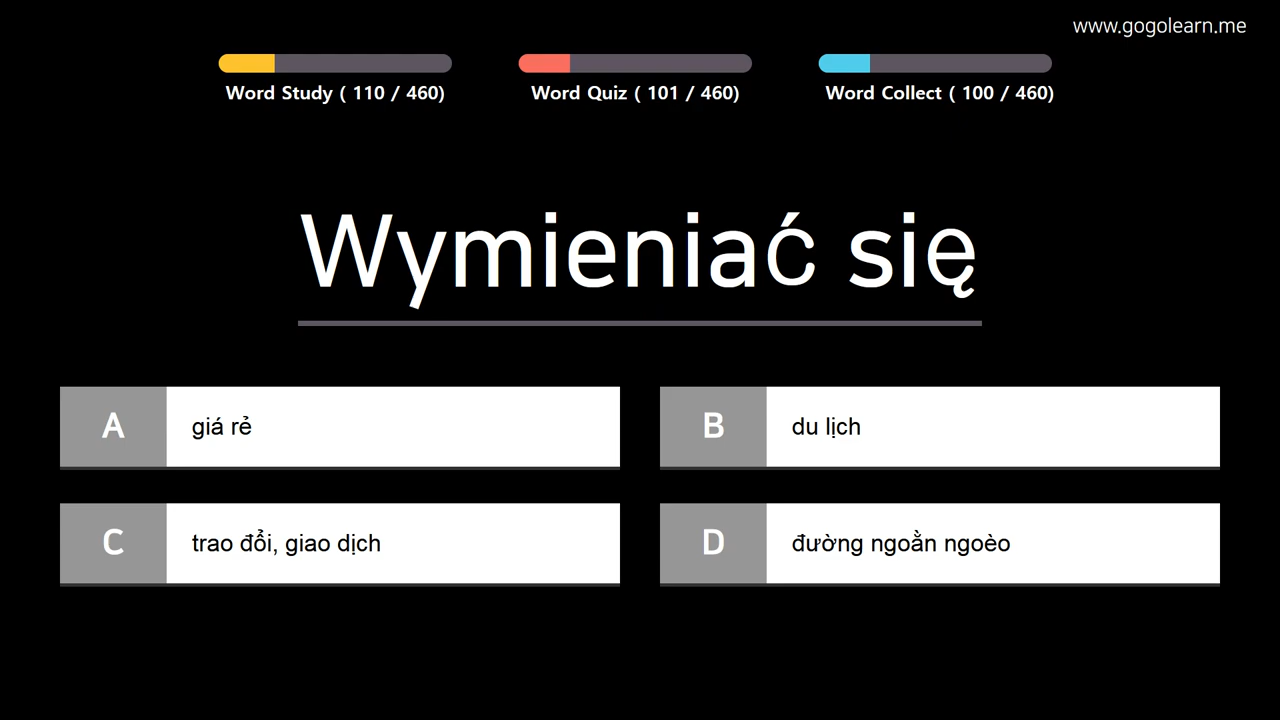 www.gogolearn.me
Word Study ( 110 / 460)
Word Quiz ( 101 / 460)
Word Collect ( 100 / 460)
Wymieniać się
A giá rẻ
B du lịch
C trao đổi, giao dịch
D đường ngoằn ngoèo